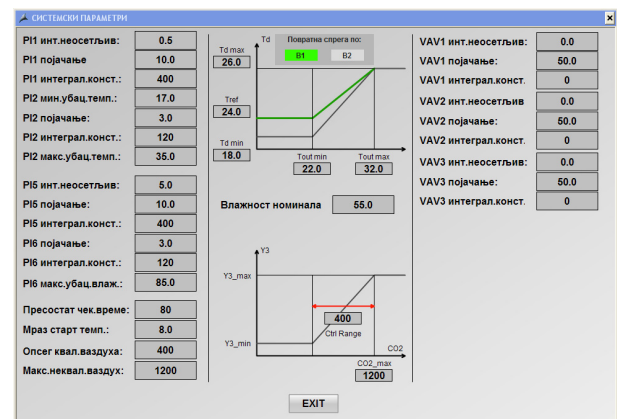 СИСТЕМСКИ ПАРАМЕТРИ
PI1 инт.неосетљив: 0.5
PI1 појачање 10.0
PI1 интеграл.конст.: 400
PI2 мин.убац.темп.: 17.0
PI2 појачање: 3.0
PI2 интеграл.конст.: 120
PI2 макс.убац.темп.: 35.0
PI5 инт.неосетљив: 5.0
PI5 појачање: 10.0
PI5 интеграл.конст.: 400
PI6 појачање: 3.0
PI6 интеграл.конст.: 120
PI6 макс.убац.влаж.: 85.0
Пресостат чек.време: 80
Мраз старт темп.: 8.0
Опсег квал.ваздуха: 400
Макс.неквал.ваздух: 1200
Td
Повратна спрега по:
B1 B2
Td max
26.0
Tref
24.0
Td min
18.0
Tout min Tout max
22.0 32.0
Влажност номинала 55.0
Y3
Y3_max
400
Ctrl Range
Y3_min
CO2
CO2_max
1200
EXIT
VAV1 инт.неосетљив: 0.0
VAV1 појачање: 50.0
VAV1 интеграл.конст. 0
VAV2 инт.неосетљив 0.0
VAV2 појачање: 50.0
VAV2 интеграл.конст. 0
VAV3 инт.неосетљив: 0.0
VAV3 појачање: 50.0
VAV3 интеграл.конст. 0